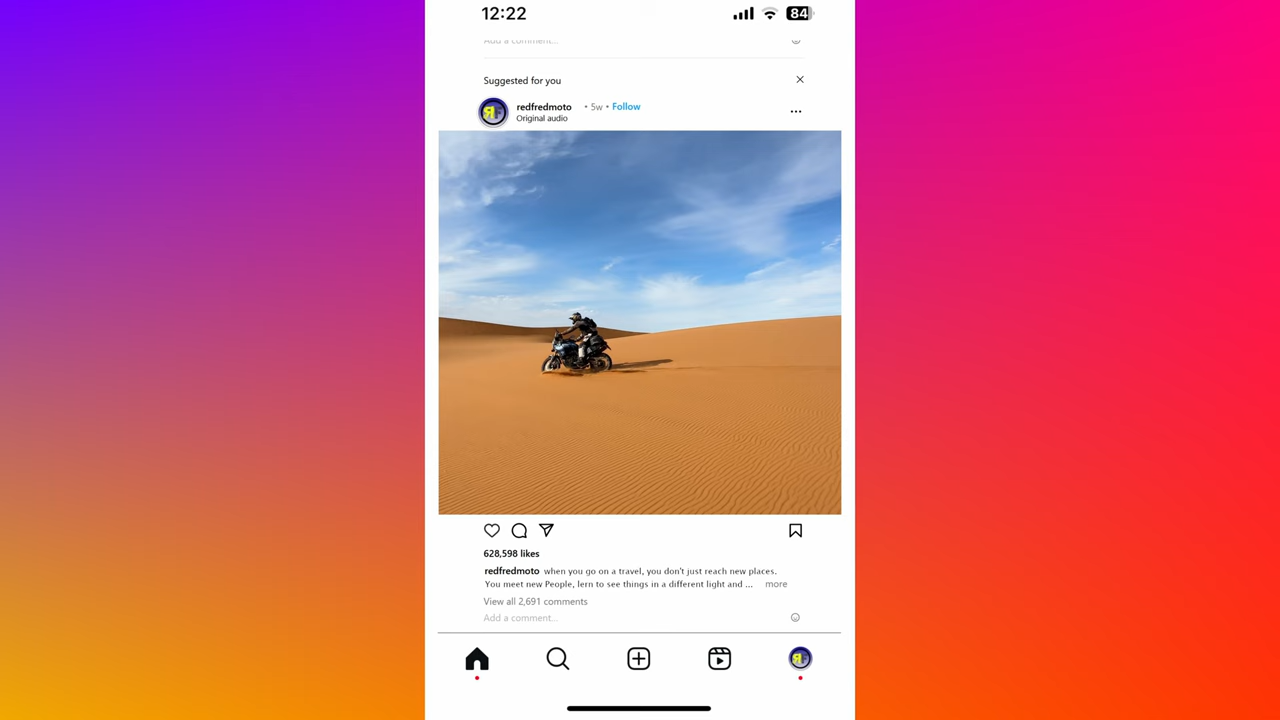 12:22
84
Add a comment...
Suggested for you
redfredmoto • 5w • Follow
Original audio
628,598 likes
redfredmoto when you go on a travel, you don't just reach new places.
You meet new People, lern to see things in a different light and ... more
View all 2,691 comments
Add a comment...